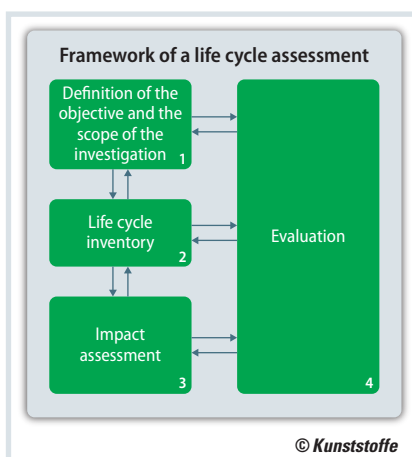 Framework of a life cycle assessment
Definition of the
objective and the
scope of the
investigation
1
Life cycle
inventory
2
Impact
assessment
3
Evaluation
4
© Kunststoffe